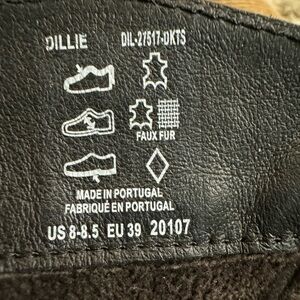 DILLIE DIL-27517-DKTS
FAUX FUR
MADE IN PORTUGAL
FABRIQUÉ EN PORTUGAL
US 8-8.5 EU 39 20107